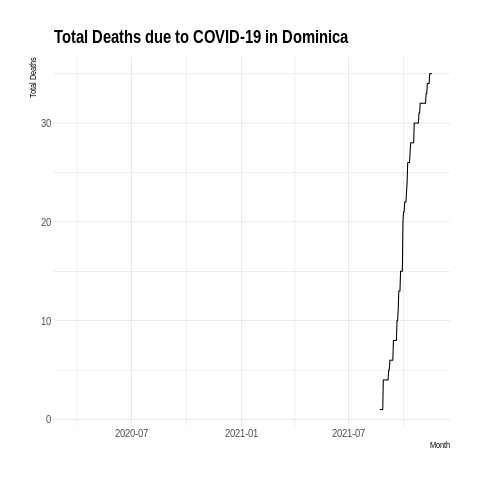 Total Deaths due to COVID-19 in Dominica
Total Deaths
30
20
10
0
2020-07
2021-01
2021-07
Month